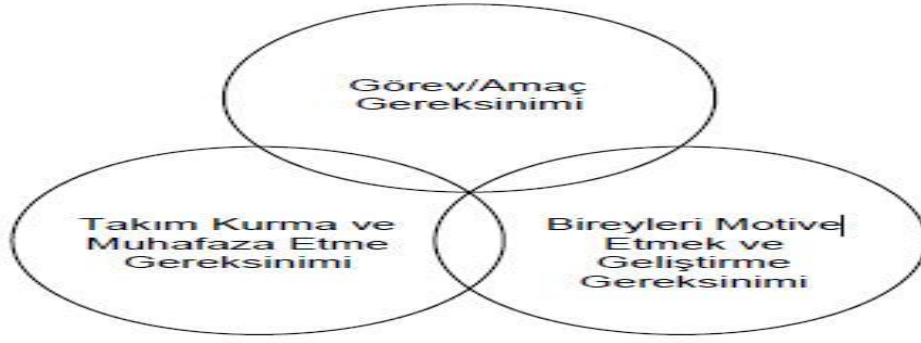 Görev/Amaç
Gereksinimi
Takım Kurma ve
Muhafaza Etme
Gereksinimi
Bireyleri Motive
Etmek ve
Geliştirme
Gereksinimi